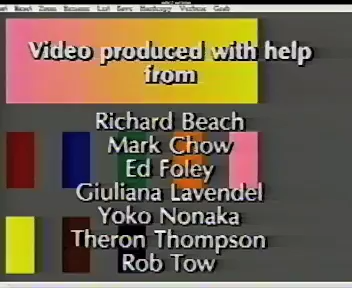 Video produced with help
from
Richard Beach
Mark Chow
Ed Foley
Giuliana Lavendel
Yoko Nonaka
Theron Thompson
Rob Tow